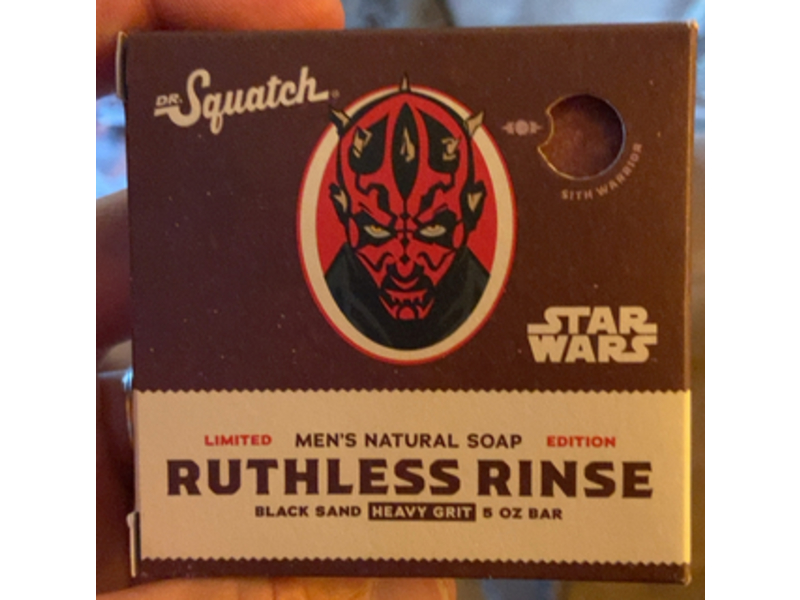 DR. Squatch®
SITH WARRIOR
STAR
WARS
LIMITED MEN'S NATURAL SOAP EDITION
RUTHLESS RINSE
BLACK SAND HEAVY GRIT 5 OZ BAR